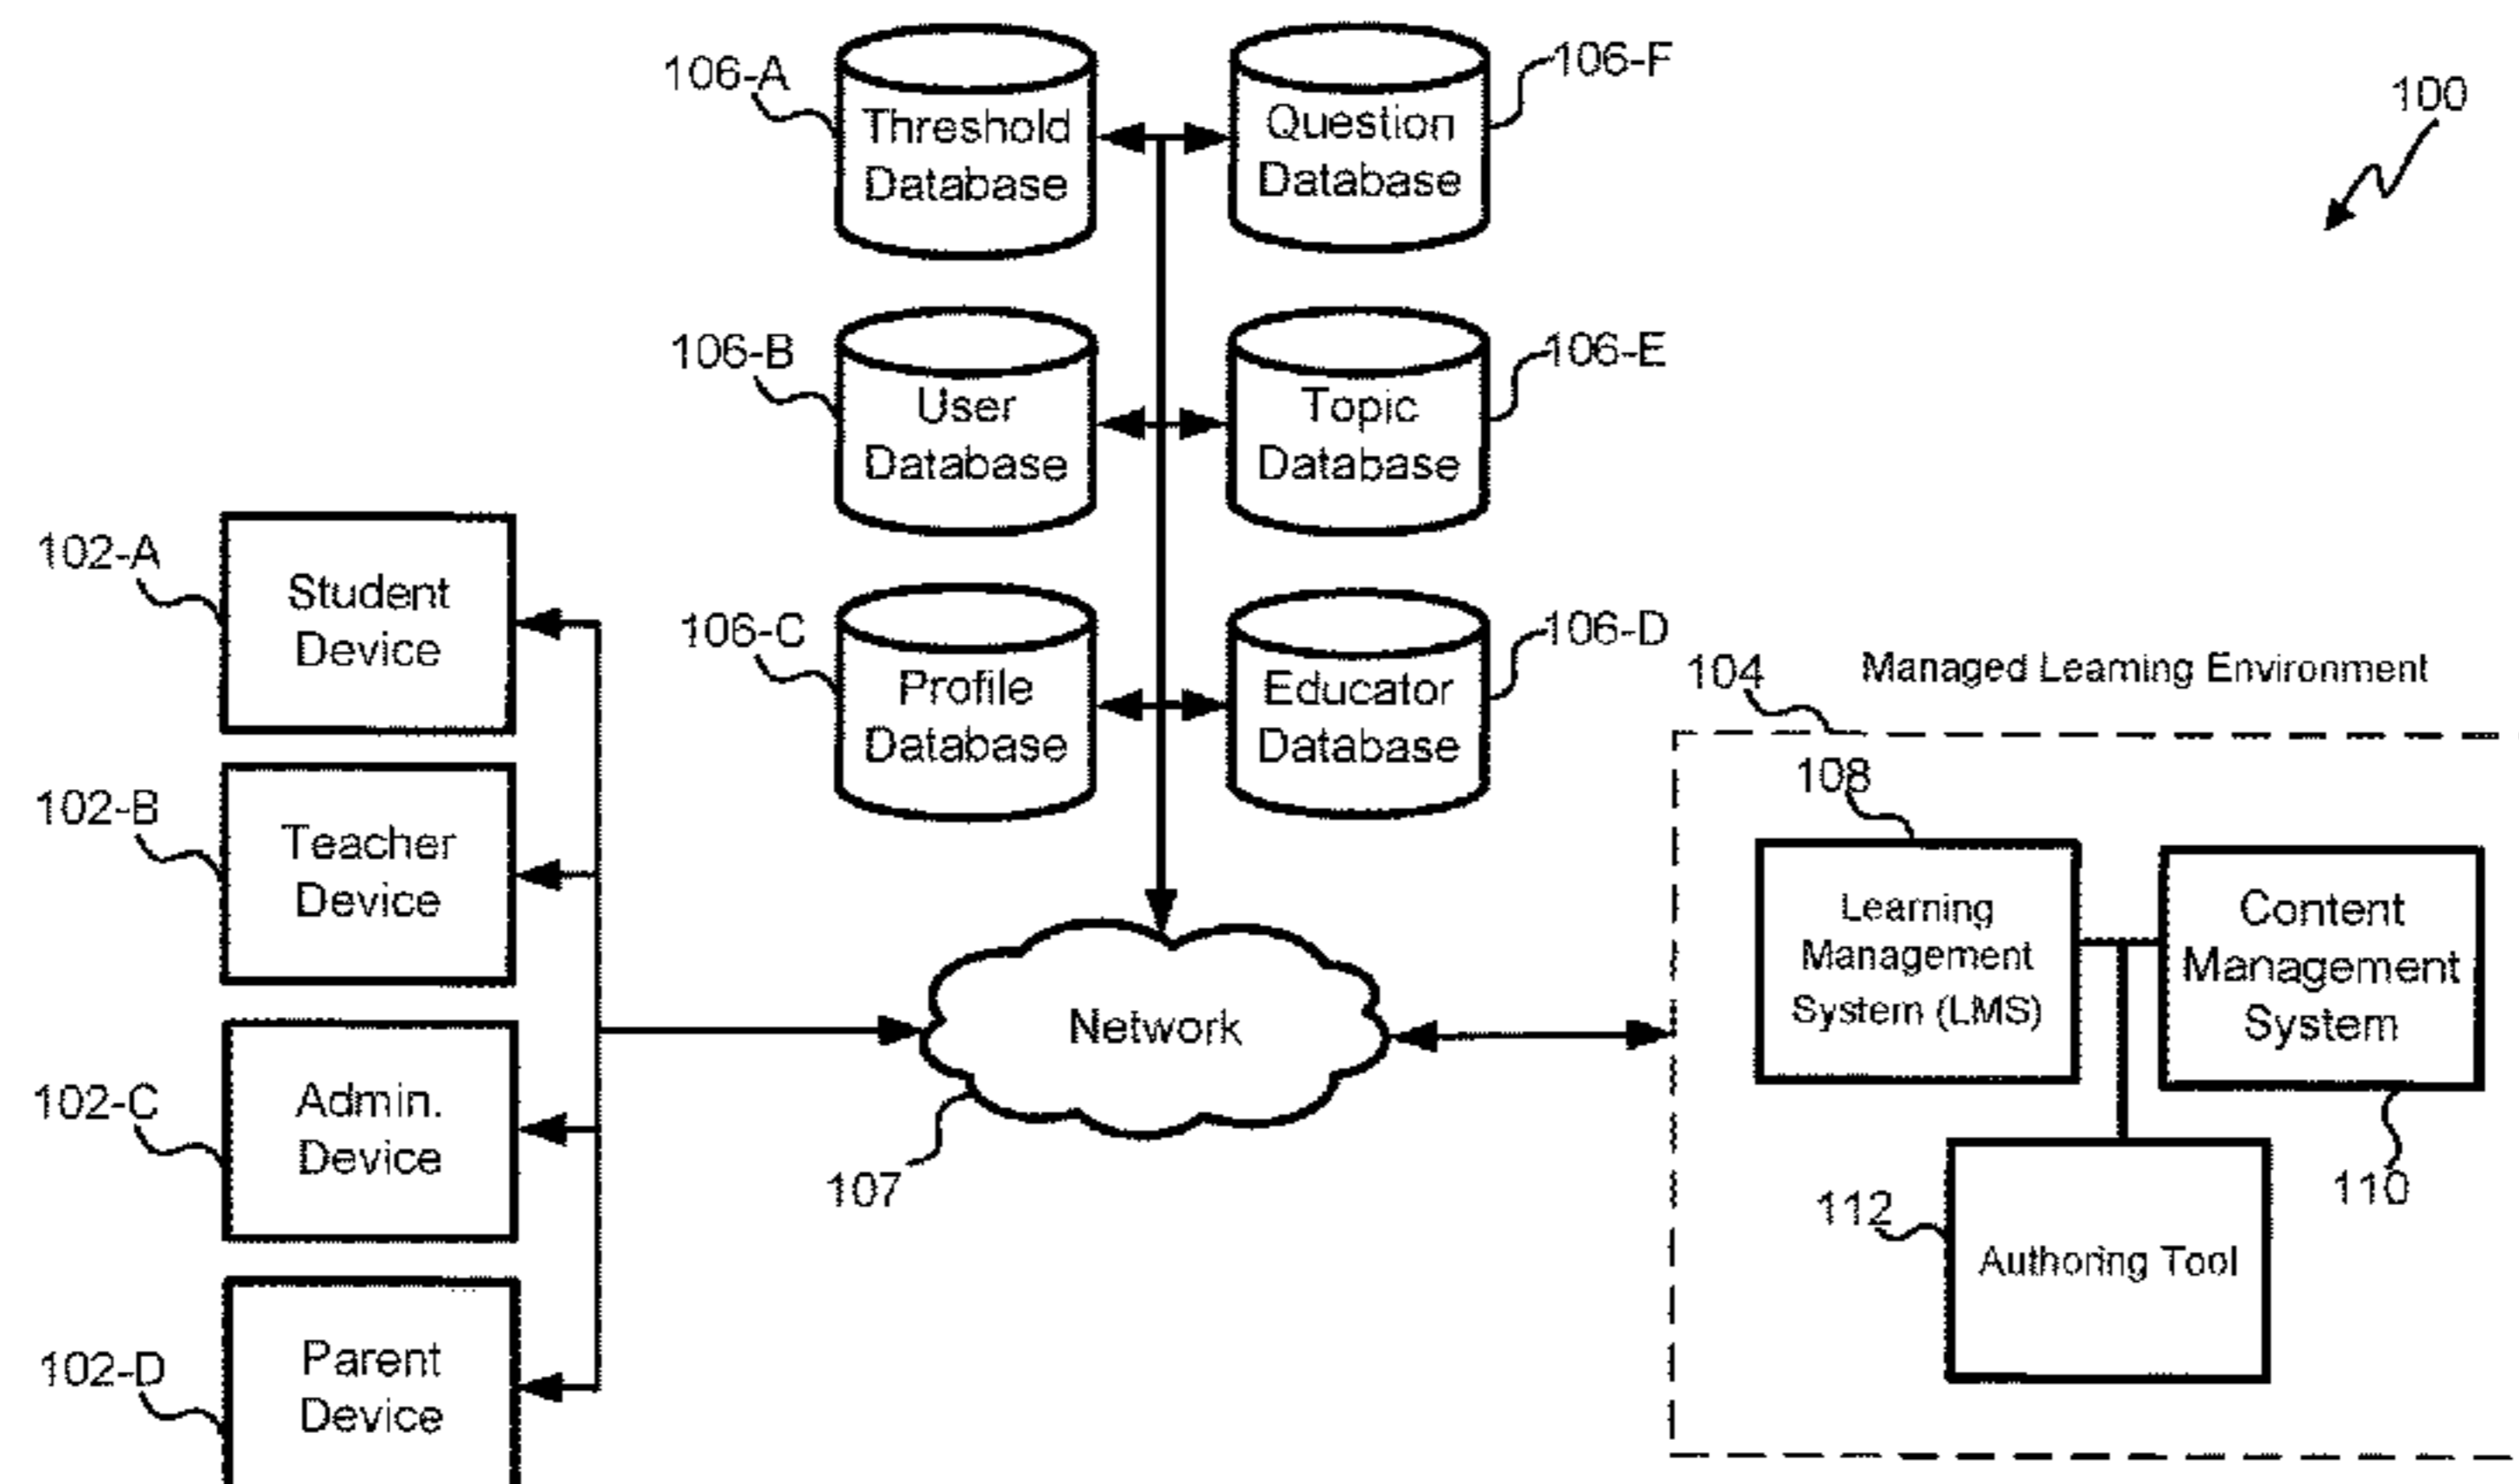 106-A
Threshold
Database
Question
Database
106-F
100
106-B
User
Database
Topic
Database
106-E
106-C
Profile
Database
Educator
Database
106-D
102-A
Student
Device
102-B
Teacher
Device
102-C
Admin.
Device
102-D
Parent
Device
Network
107
104
Managed Learning Environment
108
Learning
Management
System (LMS)
Content
Management
System
110
112
Authoring Tool